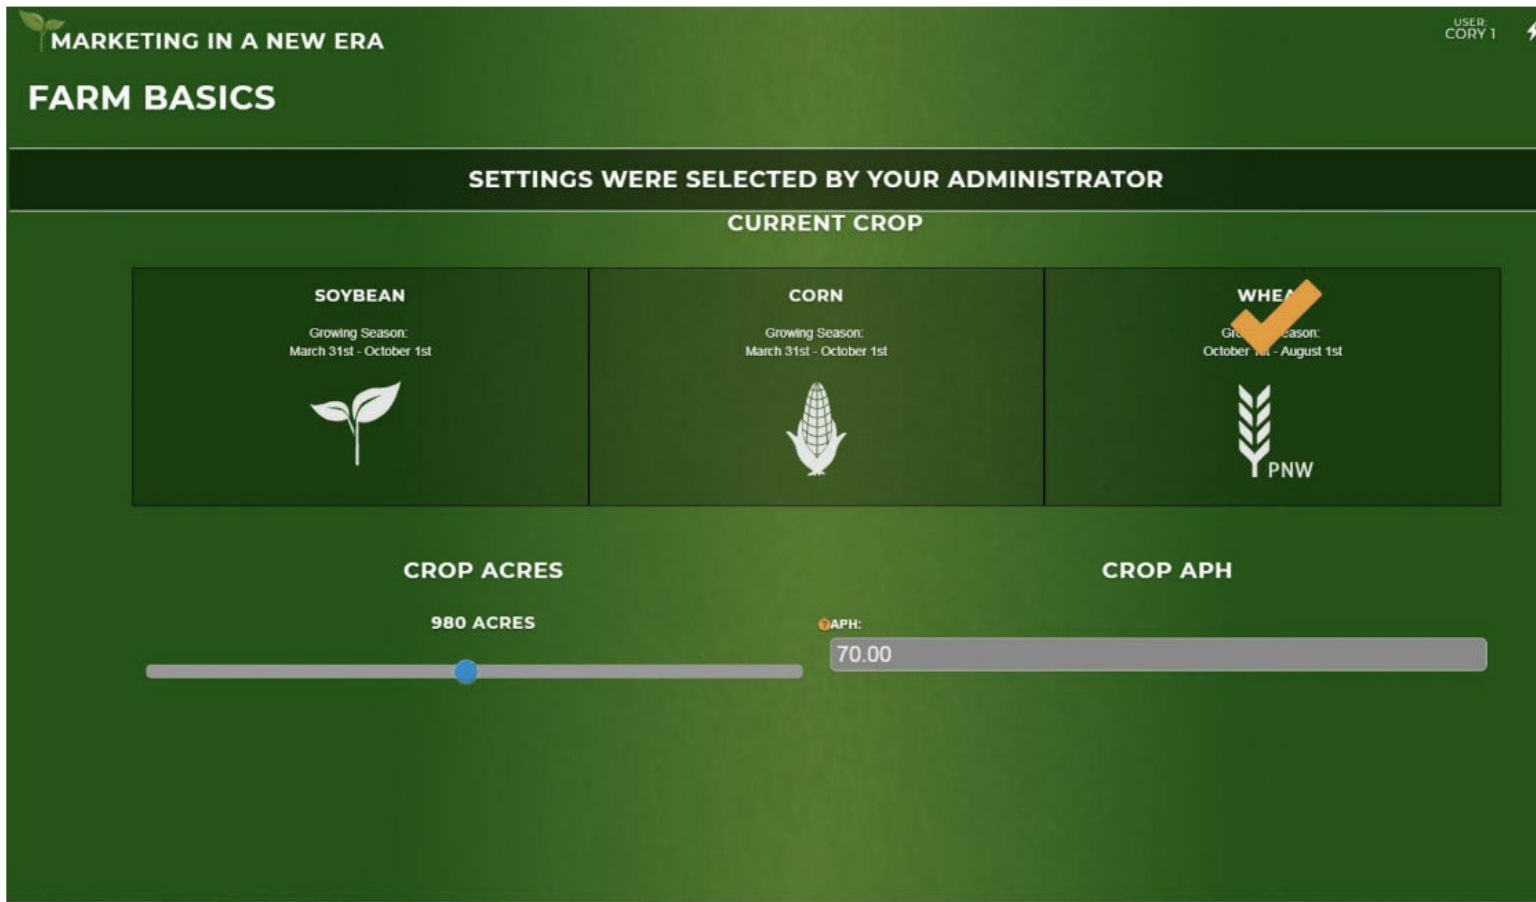 MARKETING IN A NEW ERA
USER:
CORY 1
FARM BASICS
SETTINGS WERE SELECTED BY YOUR ADMINISTRATOR
CURRENT CROP
SOYBEAN
Growing Season:
March 31st - October 1st
CORN
Growing Season:
March 31st - October 1st
Season:
October - August 1st
PNW
CROP ACRES
980 ACRES
CROP APH
?APH:
70.00